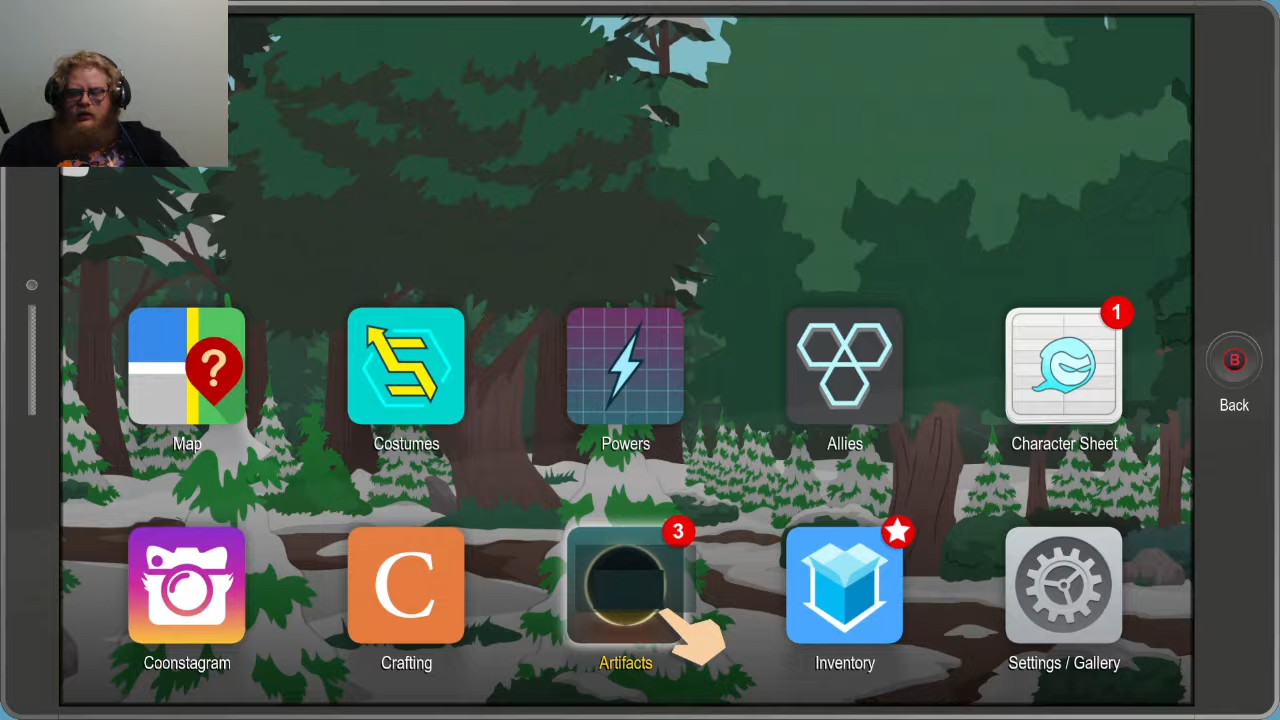 1
?
B
Back
Map
Costumes
Powers
Allies
Character Sheet
3
C
Coonstagram
Crafting
Artifacts
Inventory
Settings / Gallery